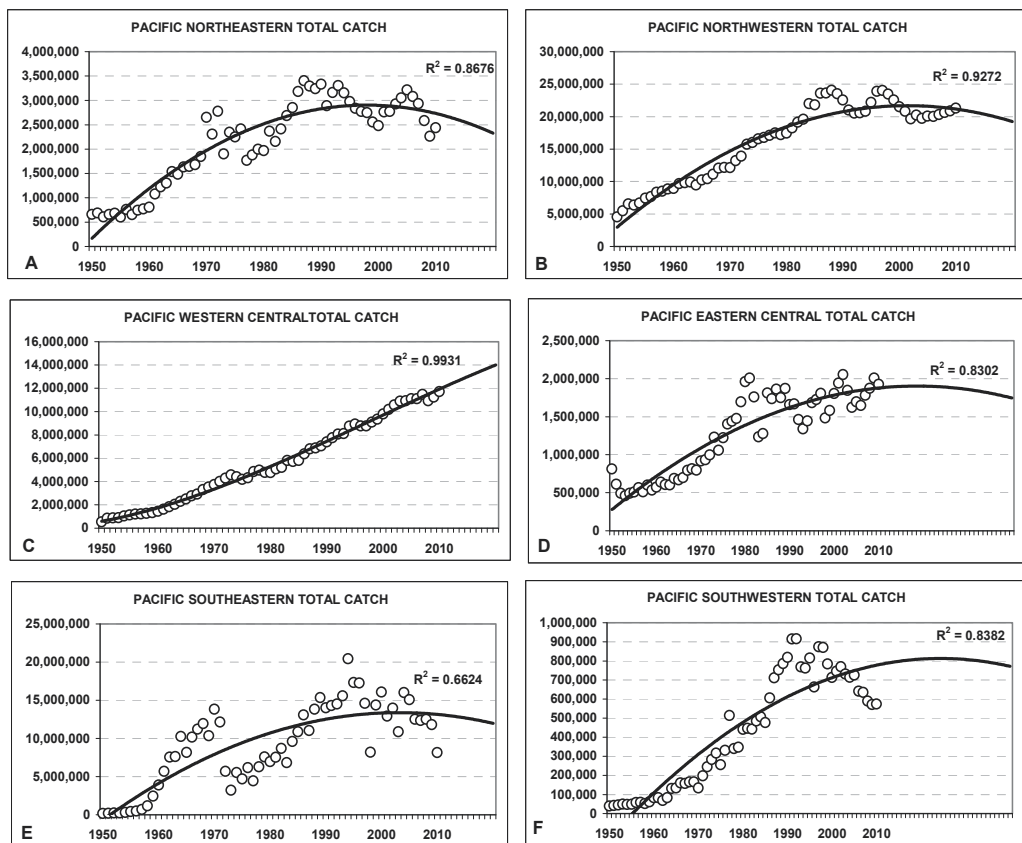 PACIFIC NORTHEASTERN TOTAL CATCH
4,000,000
3,500,000
3,000,000
2,500,000
2,000,000
1,500,000
1,000,000
500,000
0
R² = 0.8676
1950 1960 1970 1980 1990 2000 2010
A
PACIFIC NORTHWESTERN TOTAL CATCH
30,000,000
25,000,000
20,000,000
15,000,000
10,000,000
5,000,000
0
R² = 0.9272
1950 1960 1970 1980 1990 2000 2010
B
PACIFIC WESTERN CENTRALTOTAL CATCH
16,000,000
14,000,000
12,000,000
10,000,000
8,000,000
6,000,000
4,000,000
2,000,000
0
R² = 0.9931
1950 1960 1970 1980 1990 2000 2010
C
PACIFIC EASTERN CENTRAL TOTAL CATCH
2,500,000
2,000,000
1,500,000
1,000,000
500,000
0
R² = 0.8302
1950 1960 1970 1980 1990 2000 2010
D
PACIFIC SOUTHEASTERN TOTAL CATCH
25,000,000
20,000,000
15,000,000
10,000,000
5,000,000
0
R² = 0.6624
1950 1960 1970 1980 1990 2000 2010
E
PACIFIC SOUTHWESTERN TOTAL CATCH
1,000,000
900,000
800,000
700,000
600,000
500,000
400,000
300,000
200,000
100,000
0
R² = 0.8382
1950 1960 1970 1980 1990 2000 2010
F